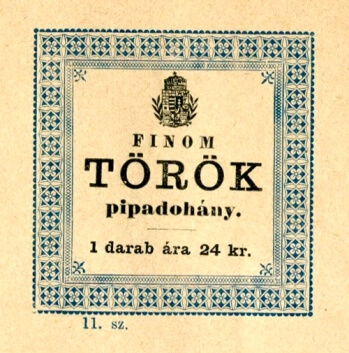 FINOM
TÖRÖK
pipadohány.
1 darab ára 24 kr.
11. sz.